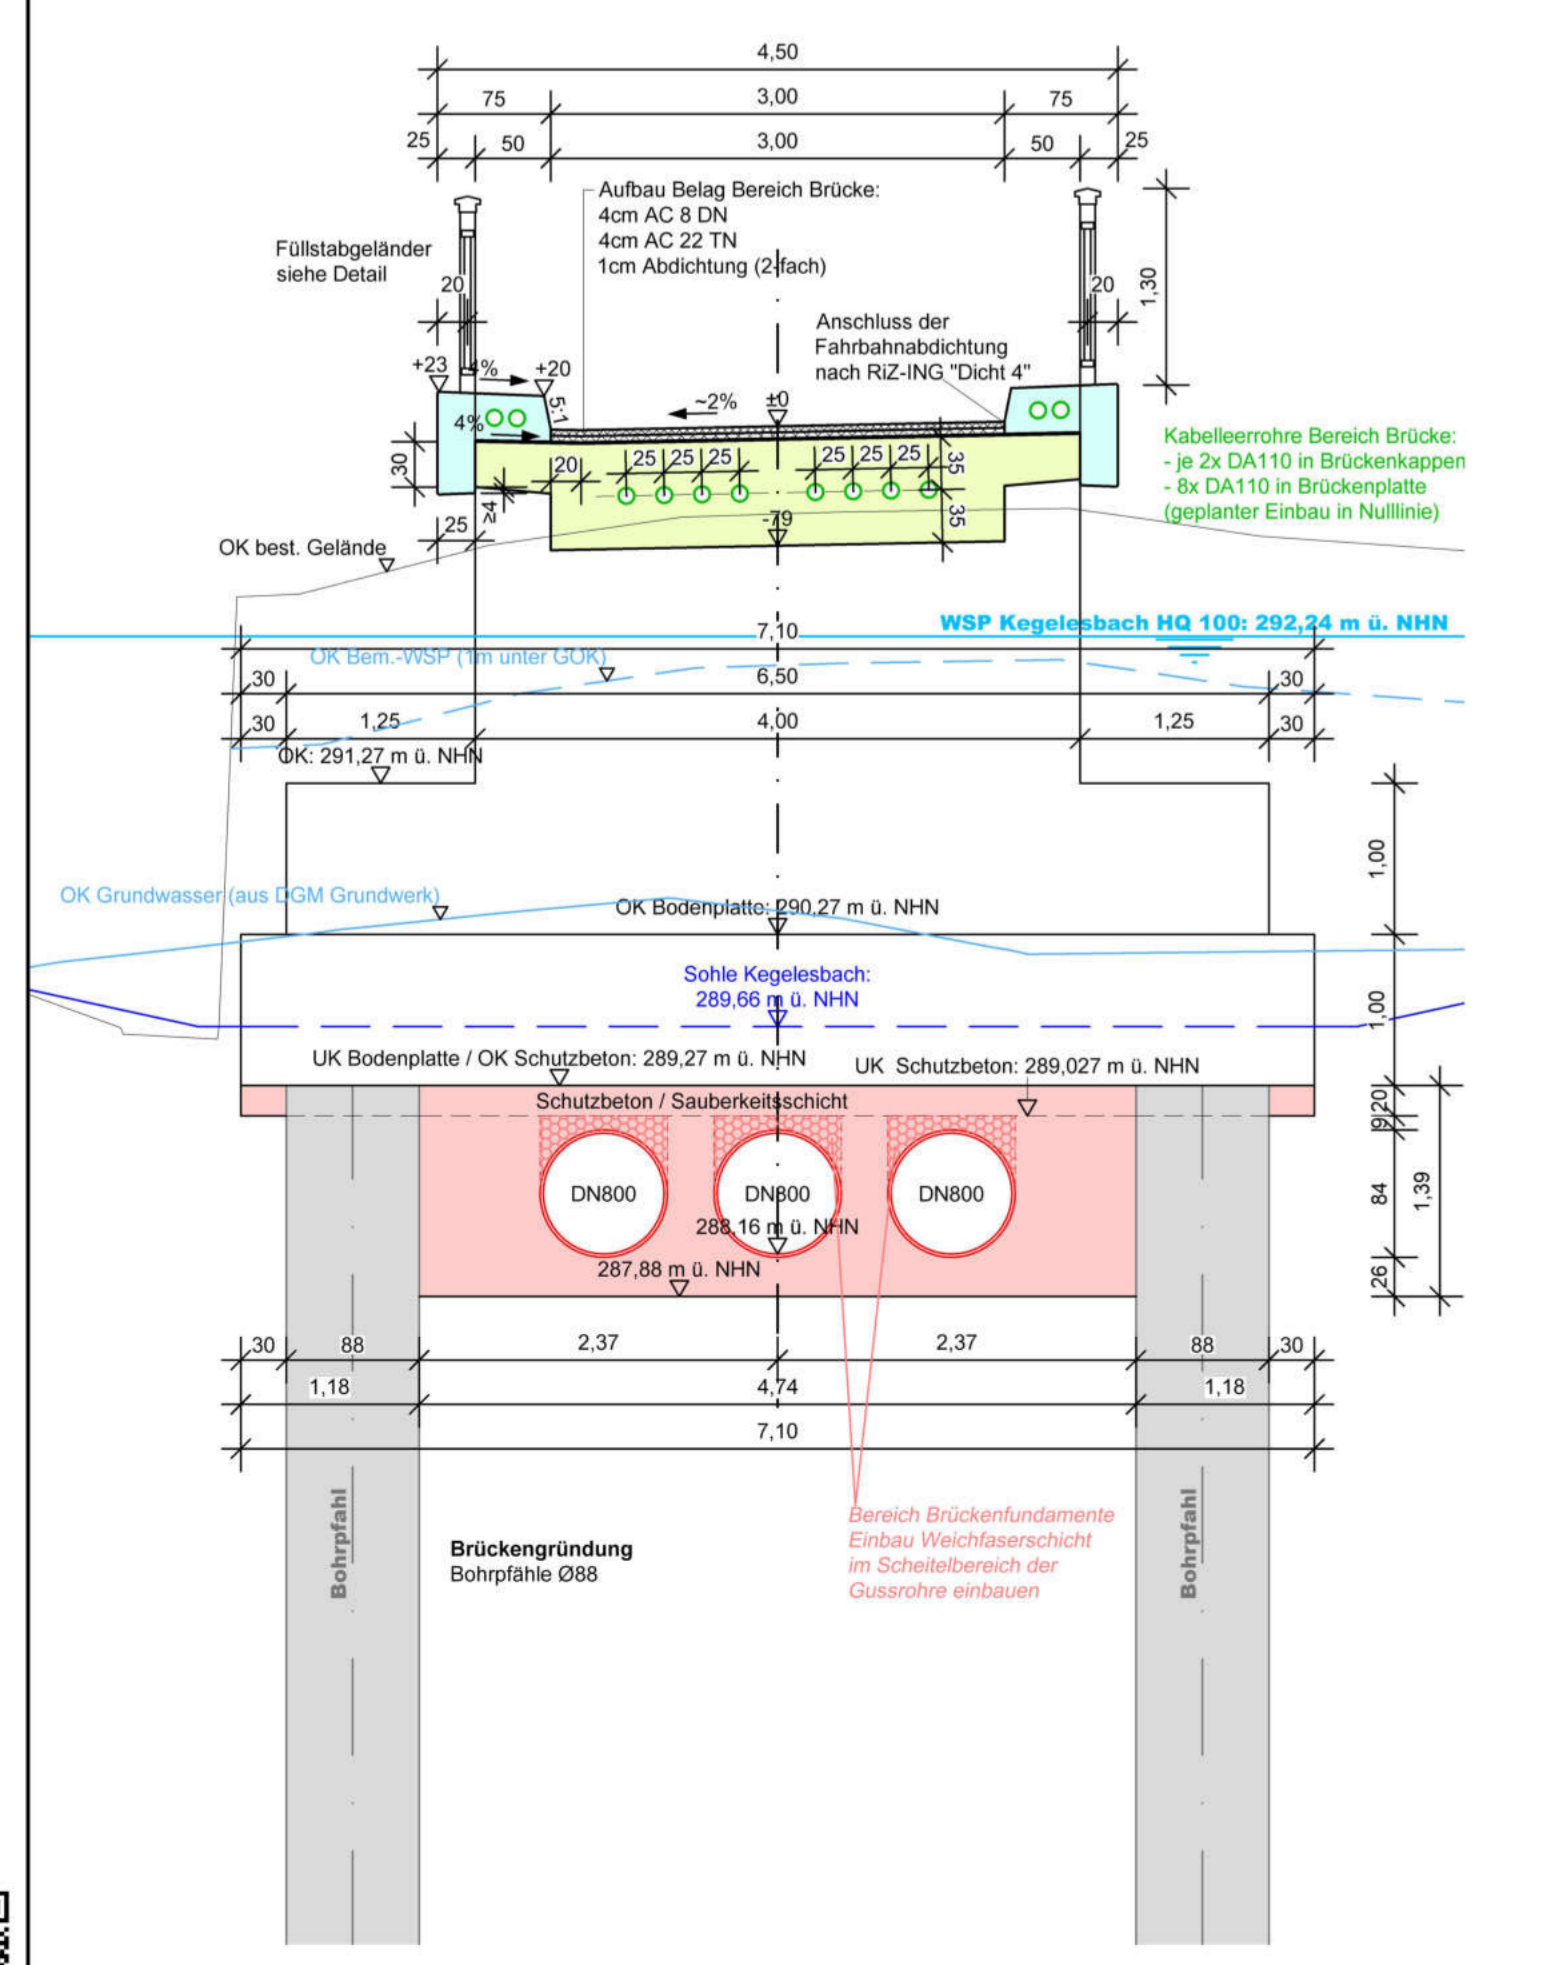 4,50
75 3,00 75
25 50 3,00 50 25
Aufbau Belag Bereich Brücke:
4cm AC 8 DN
4cm AC 22 TN
1cm Abdichtung (2-fach)
Füllstabgeländer
siehe Detail
20
20
1,30
Anschluss der
Fahrbahnabdichtung
nach RiZ-ING "Dicht 4"
+23 4% +20
5:1
~2% ±0
4%
Kabelleerrohre Bereich Brücke:
- je 2x DA110 in Brückenkappen
- 8x DA110 in Brückenplatte
(geplanter Einbau in Nulllinie)
30 20 25 25 25 25 25 25 35
≥4
25 -79 35
OK best. Gelände
WSP Kegelesbach HQ 100: 292,24 m ü. NHN
7,10
OK Bem.-WSP (1m unter GOK)
30 6,50 30
30 1,25 4,00 1,25 30
OK: 291,27 m ü. NHN
1,00
OK Grundwasser (aus DGM Grundwerk)
OK Bodenplatte: 290,27 m ü. NHN
Sohle Kegelesbach:
289,66 m ü. NHN
1,00
UK Bodenplatte / OK Schutzbeton: 289,27 m ü. NHN
UK Schutzbeton: 289,027 m ü. NHN
Schutzbeton / Sauberkeitsschicht
20
9
DN800 DN800 DN800
84
1,39
288,16 m ü. NHN
287,88 m ü. NHN
26
30 88 2,37 2,37 88 30
1,18 4,74 1,18
7,10
Bohrpfahl
Bohrpfahl
Brückengründung
Bohrpfähle Ø88
Bereich Brückenfundamente
Einbau Weichfaserschicht
im Scheitelbereich der
Gussrohre einbauen